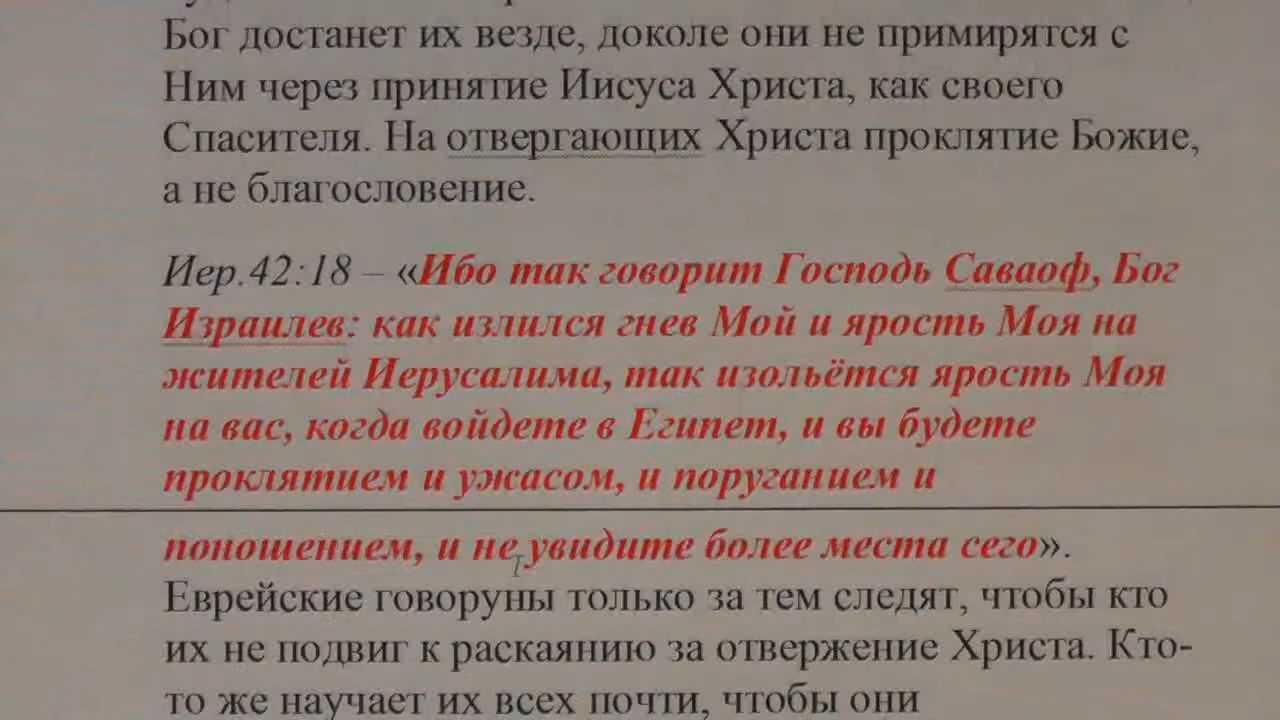 Бог достанет их везде, доколе они не примирятся с
Ним через принятие Иисуса Христа, как своего
Спасителя. На отвергающих Христа проклятие Божие,
а не благословение.
Иер.42:18 – «Ибо так говорит Господь Саваоф, Бог
Израилев: как излился гнев Мой и ярость Моя на
жителей Иерусалима, так изольётся ярость Моя
на вас, когда войдете в Египет, и вы будете
проклятием и ужасом, и поруганием и
поношением, и не увидите более места сего».
Еврейские говоруны только за тем следят, чтобы кто
их не подвиг к раскаянию за отвержение Христа. Кто-
то же научает их всех почти, чтобы они